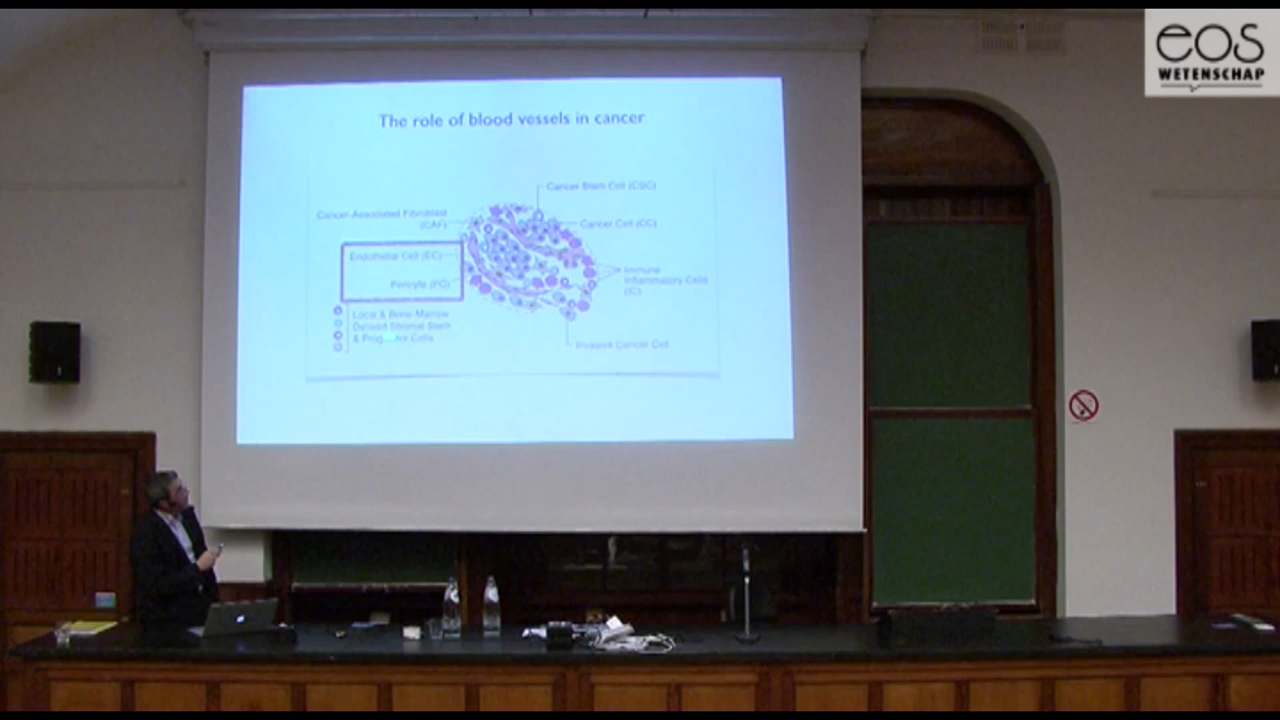 eos
WETENSCHAP
The role of blood vessels in cancer
Cancer Stem Cell (CSC)
Cancer-Associated Fibroblast
(CAF)
Cancer Cell (CC)
Endothelial Cell (EC)
Pericyte (PC)
Immune
Inflammatory Cells
(IC)
Local & Bone Marrow
Derived Stromal Stem
& Progenitor Cells
Invasive Cancer Cell